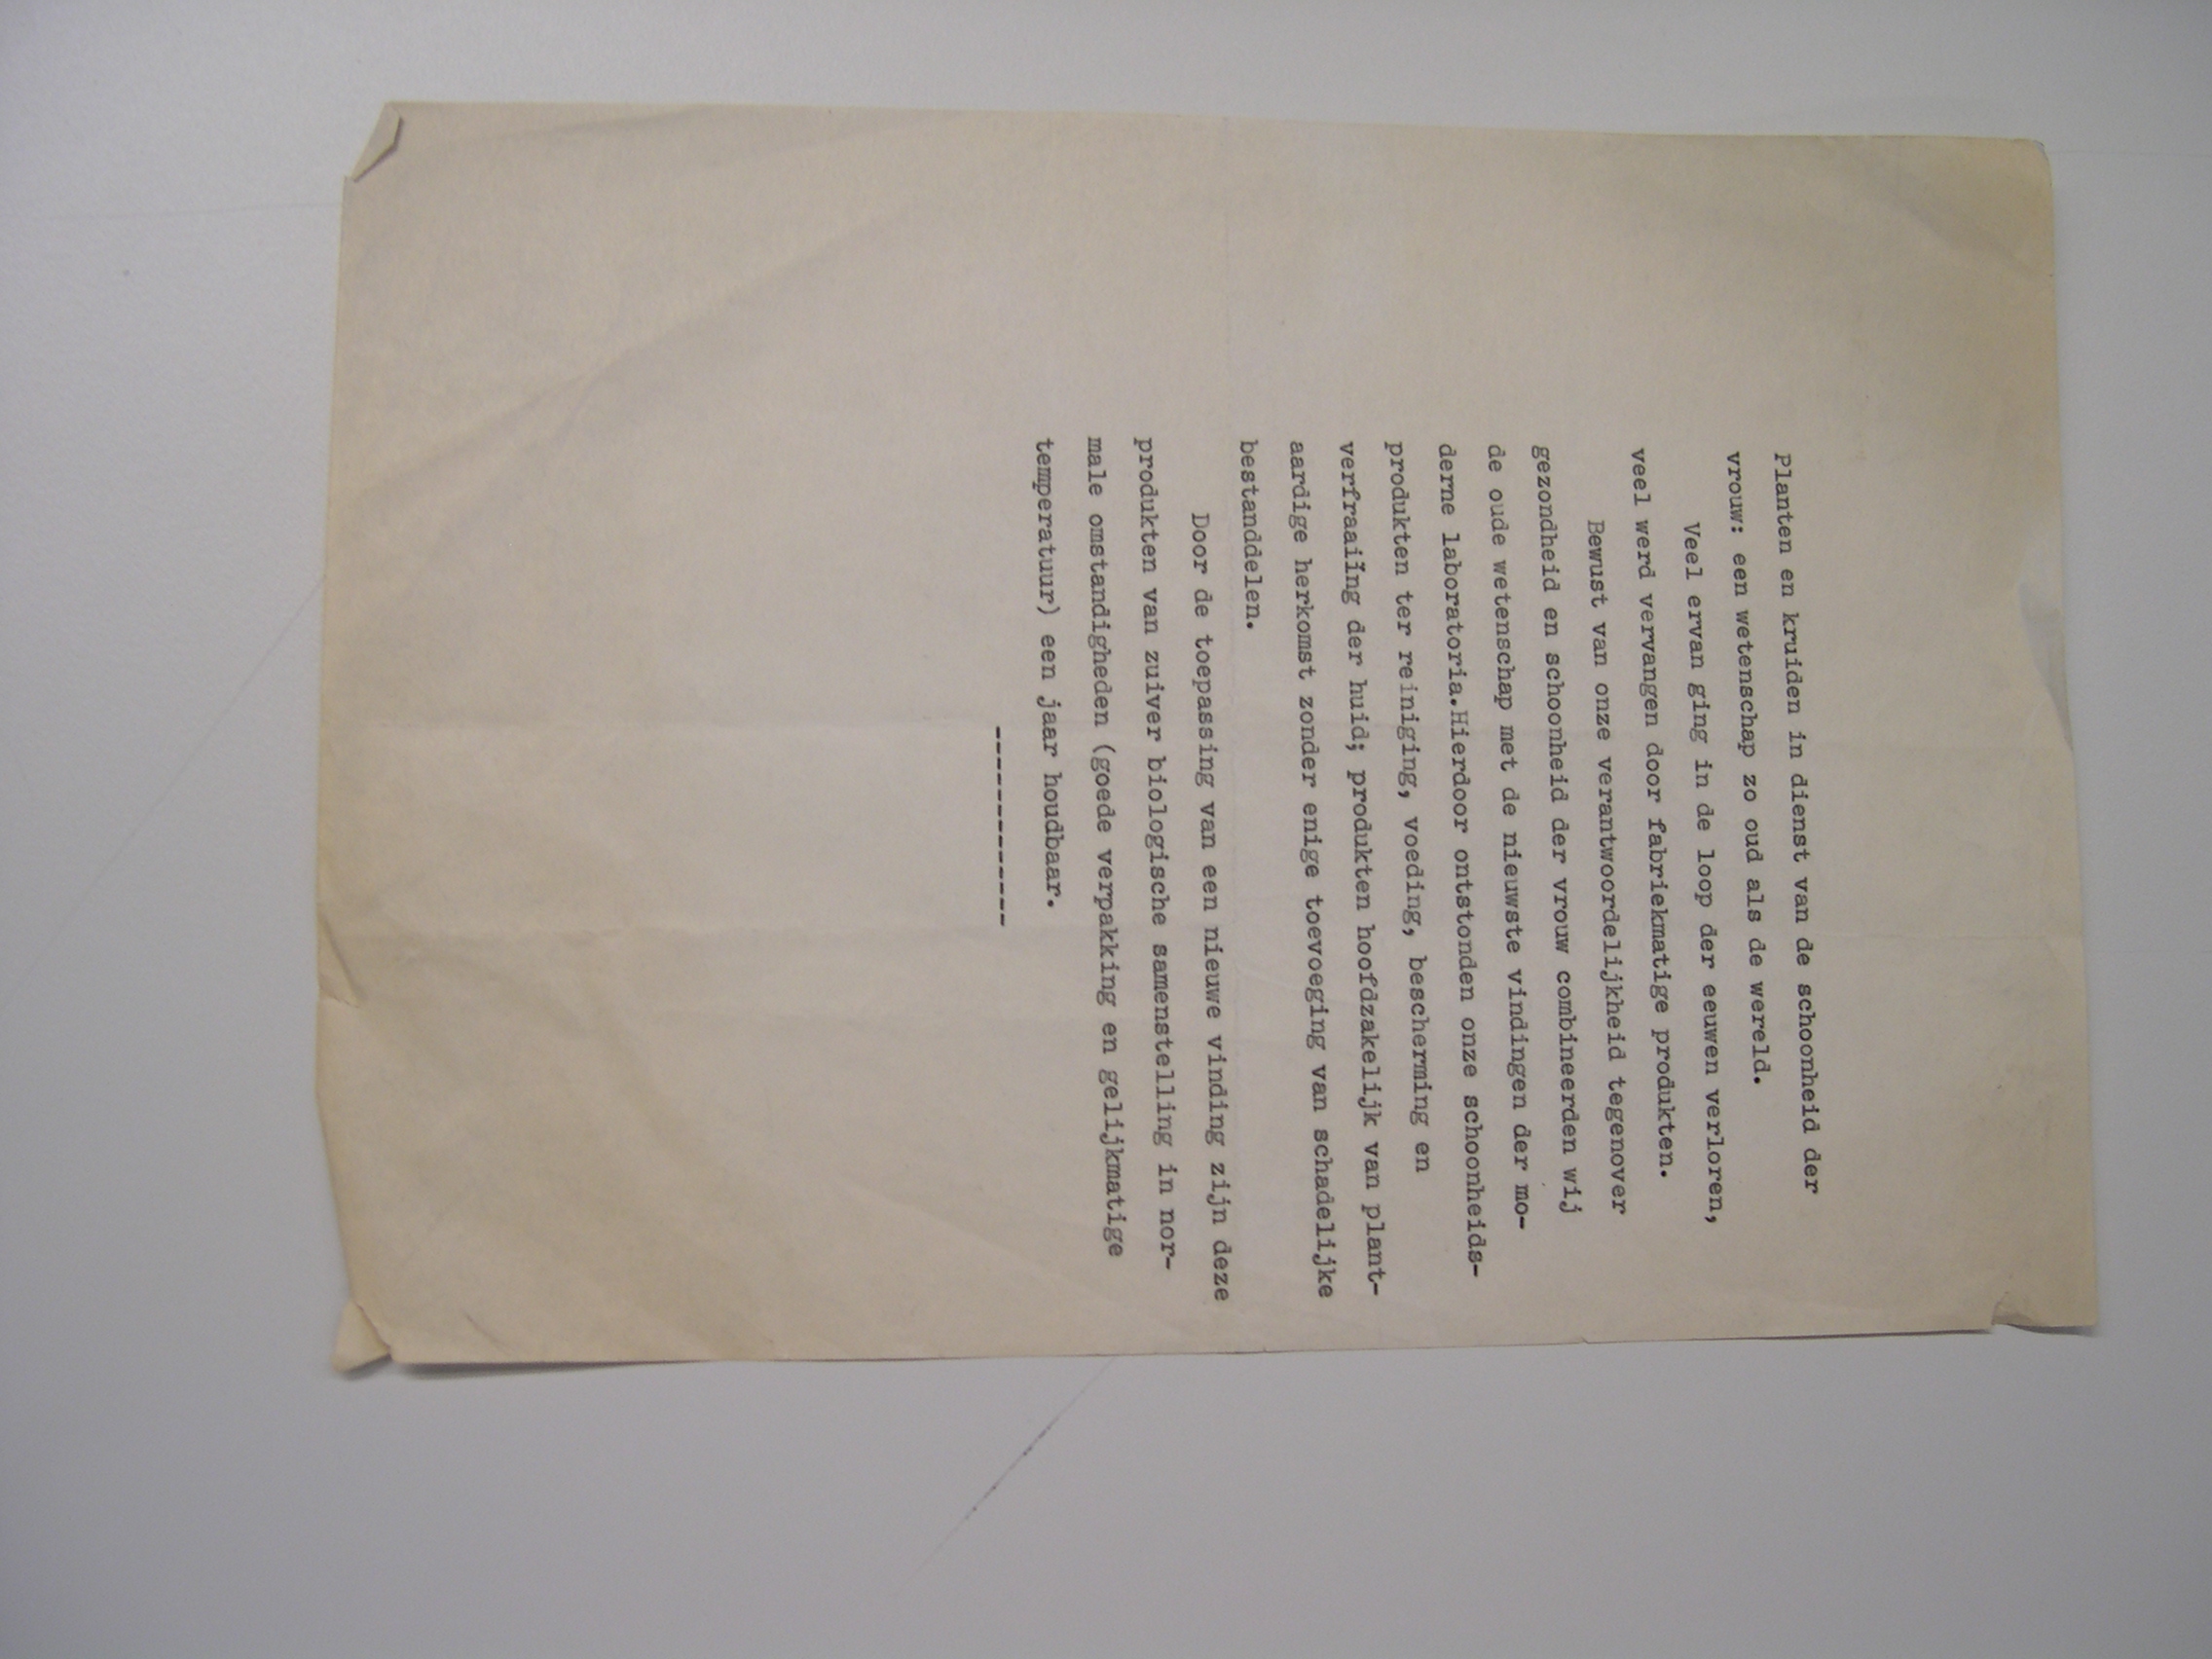 Planten en kruiden in dienst van de schoonheid der
vrouw: een wetenschap zo oud als de wereld.
Veel ervan ging in de loop der eeuwen verloren,
veel werd vervangen door fabriekmatige produkten.
Bewust van onze verantwoordelijkheid tegenover
gezondheid en schoonheid der vrouw combineerden wij
de oude wetenschap met de nieuwste vindingen der mo-
derne laboratoria.Hierdoor ontstonden onze schoonheids-
produkten ter reiniging, voeding, bescherming en
verfraaiïng der huid; produkten hoofdzakelijk van plant-
aardige herkomst zonder enige toevoeging van schadelijke
bestanddelen.
Door de toepassing van een nieuwe vinding zijn deze
produkten van zuiver biologische samenstelling in nor-
male omstandigheden (goede verpakking en gelijkmatige
temperatuur) een jaar houdbaar.
-------------